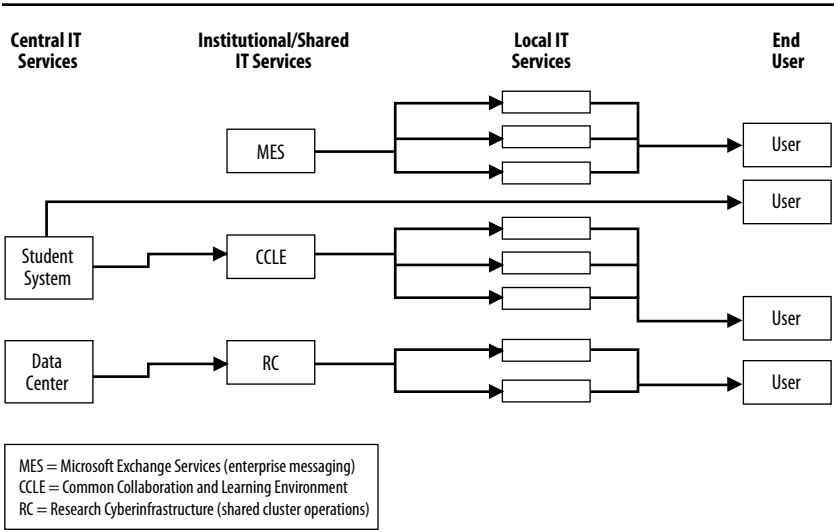 Central IT
Services
Institutional/Shared
IT Services
Local IT
Services
End
User
MES
User
User
Student
System
CCLE
User
Data
Center
RC
User
MES = Microsoft Exchange Services (enterprise messaging)
CCLE = Common Collaboration and Learning Environment
RC = Research Cyberinfrastructure (shared cluster operations)